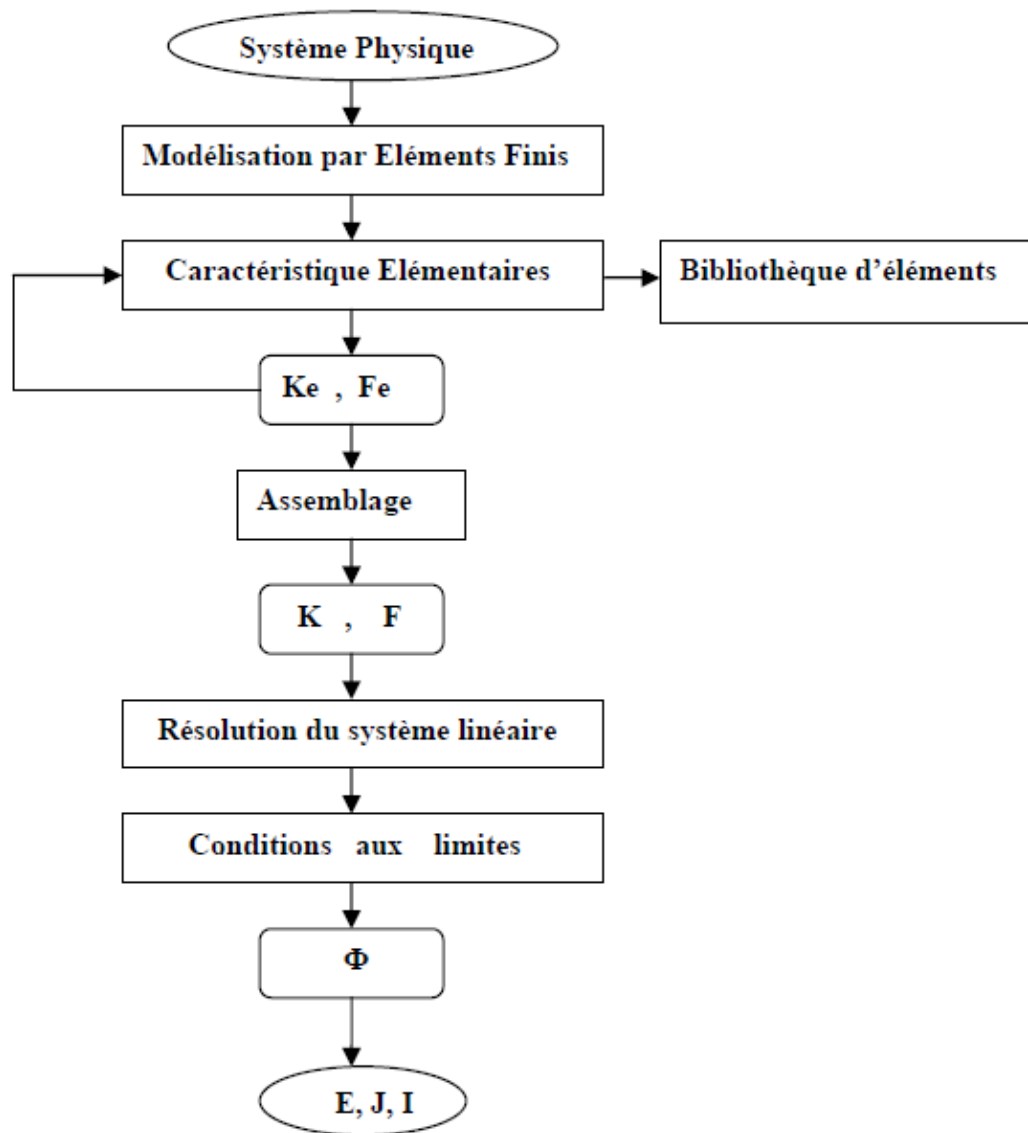 Système Physique
Modélisation par Eléments Finis
Caractéristique Elémentaires
Bibliothèque d’éléments
Ke , Fe
Assemblage
K , F
Résolution du système linéaire
Conditions aux limites
Φ
E, J, I